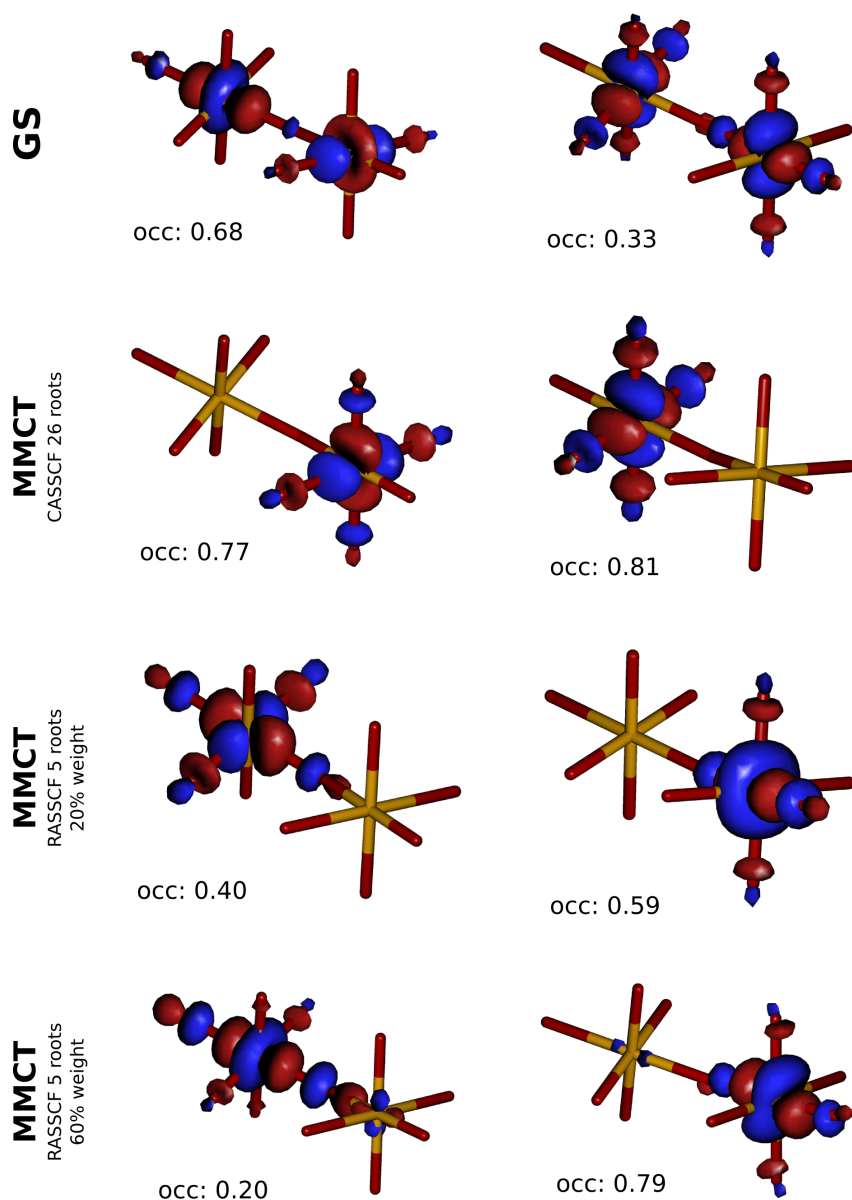 GS
occ: 0.68
occ: 0.33
MMCT
CASSCF 26 roots
occ: 0.77
occ: 0.81
MMCT
RASSCF 5 roots
20% weight
occ: 0.40
occ: 0.59
MMCT
RASSCF 5 roots
60% weight
occ: 0.20
occ: 0.79